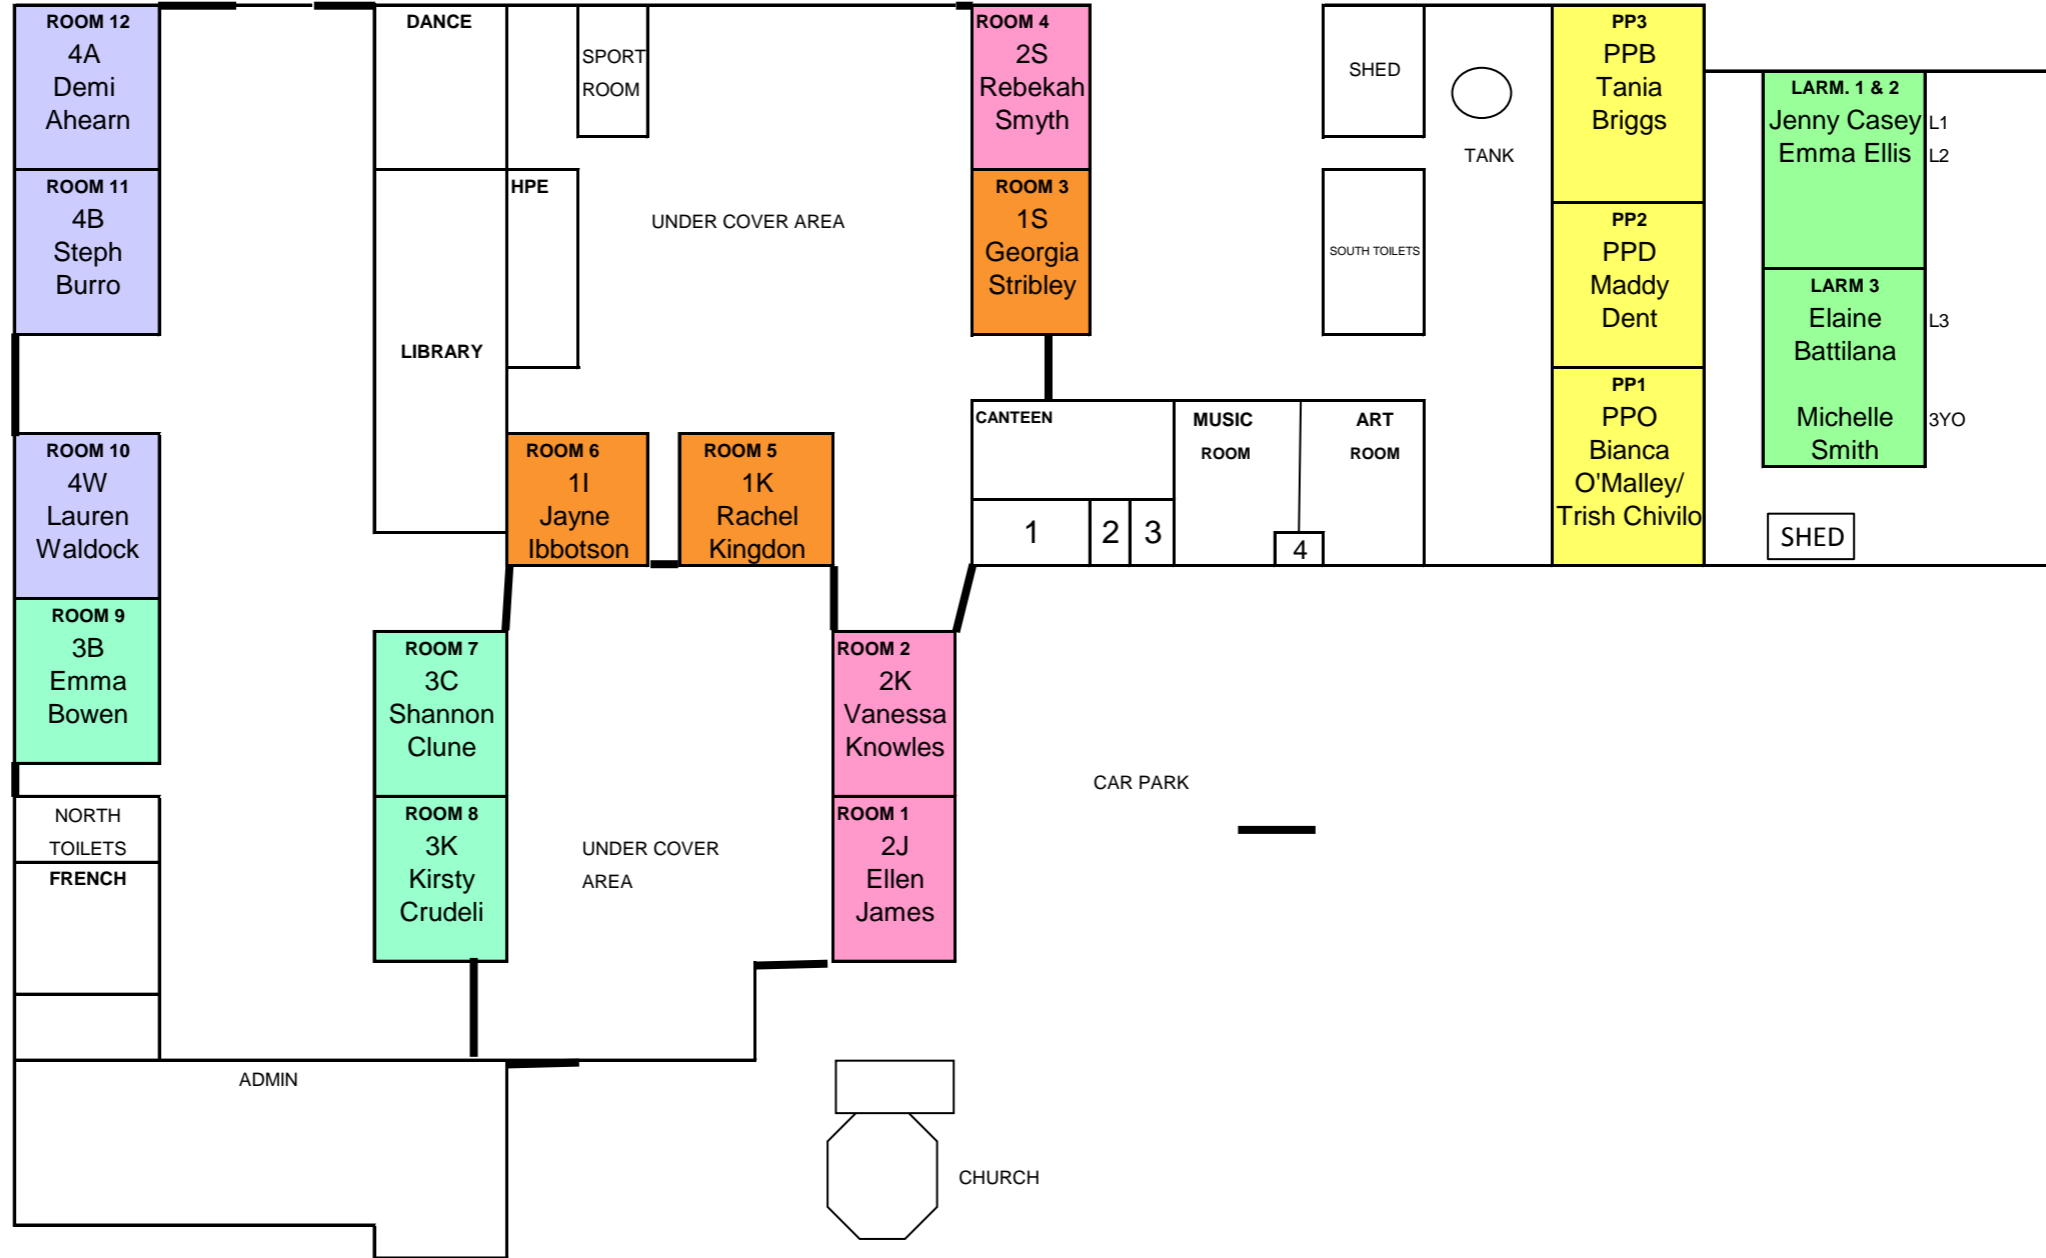 ROOM 12
4A
Demi
Ahearn
ROOM 11
4B
Steph
Burro
ROOM 10
4W
Lauren
Waldock
ROOM 9
3B
Emma
Bowen
NORTH
TOILETS
FRENCH
ADMIN
DANCE
LIBRARY
SPORT
ROOM
HPE
UNDER COVER AREA
ROOM 6
1I
Jayne
Ibbotson
ROOM 5
1K
Rachel
Kingdon
ROOM 7
3C
Shannon
Clune
ROOM 8
3K
Kirsty
Crudeli
UNDER COVER
AREA
ROOM 4
2S
Rebekah
Smyth
ROOM 3
1S
Georgia
Stribley
CANTEEN
1
2
3
MUSIC
ROOM
4
ART
ROOM
ROOM 2
2K
Vanessa
Knowles
ROOM 1
2J
Ellen
James
CAR PARK
CHURCH
SHED
TANK
SOUTH TOILETS
PP3
PPB
Tania
Briggs
PP2
PPD
Maddy
Dent
PP1
PPO
Bianca
O'Malley/
Trish Chivilo
LARM. 1 & 2
Jenny Casey L1
Emma Ellis L2
LARM 3
Elaine L3
Battilana
Michelle 3YO
Smith
SHED